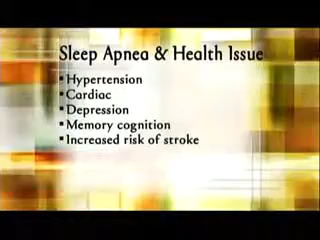 Sleep Apnea & Health Issue
▪ Hypertension
▪ Cardiac
▪ Depression
▪ Memory cognition
▪ Increased risk of stroke